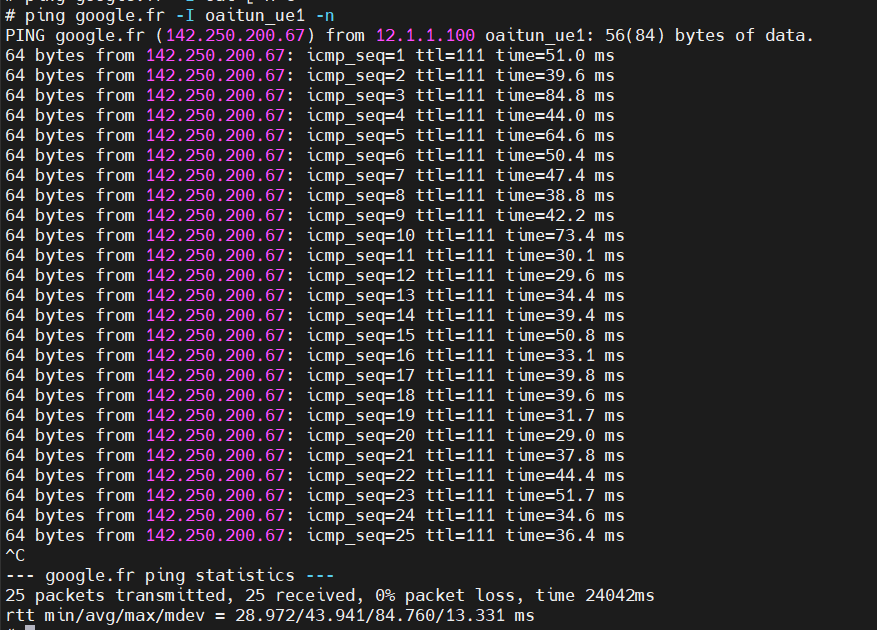 # ping google.fr -I oaitun_ue1 -n
PING google.fr (142.250.200.67) from 12.1.1.100 oaitun_ue1: 56(84) bytes of data.
64 bytes from 142.250.200.67: icmp_seq=1 ttl=111 time=51.0 ms
64 bytes from 142.250.200.67: icmp_seq=2 ttl=111 time=39.6 ms
64 bytes from 142.250.200.67: icmp_seq=3 ttl=111 time=84.8 ms
64 bytes from 142.250.200.67: icmp_seq=4 ttl=111 time=44.0 ms
64 bytes from 142.250.200.67: icmp_seq=5 ttl=111 time=64.6 ms
64 bytes from 142.250.200.67: icmp_seq=6 ttl=111 time=50.4 ms
64 bytes from 142.250.200.67: icmp_seq=7 ttl=111 time=47.4 ms
64 bytes from 142.250.200.67: icmp_seq=8 ttl=111 time=38.8 ms
64 bytes from 142.250.200.67: icmp_seq=9 ttl=111 time=42.2 ms
64 bytes from 142.250.200.67: icmp_seq=10 ttl=111 time=73.4 ms
64 bytes from 142.250.200.67: icmp_seq=11 ttl=111 time=30.1 ms
64 bytes from 142.250.200.67: icmp_seq=12 ttl=111 time=29.6 ms
64 bytes from 142.250.200.67: icmp_seq=13 ttl=111 time=34.4 ms
64 bytes from 142.250.200.67: icmp_seq=14 ttl=111 time=39.4 ms
64 bytes from 142.250.200.67: icmp_seq=15 ttl=111 time=50.8 ms
64 bytes from 142.250.200.67: icmp_seq=16 ttl=111 time=33.1 ms
64 bytes from 142.250.200.67: icmp_seq=17 ttl=111 time=39.8 ms
64 bytes from 142.250.200.67: icmp_seq=18 ttl=111 time=39.6 ms
64 bytes from 142.250.200.67: icmp_seq=19 ttl=111 time=31.7 ms
64 bytes from 142.250.200.67: icmp_seq=20 ttl=111 time=29.0 ms
64 bytes from 142.250.200.67: icmp_seq=21 ttl=111 time=37.8 ms
64 bytes from 142.250.200.67: icmp_seq=22 ttl=111 time=44.4 ms
64 bytes from 142.250.200.67: icmp_seq=23 ttl=111 time=51.7 ms
64 bytes from 142.250.200.67: icmp_seq=24 ttl=111 time=34.6 ms
64 bytes from 142.250.200.67: icmp_seq=25 ttl=111 time=36.4 ms
^C
--- google.fr ping statistics ---
25 packets transmitted, 25 received, 0% packet loss, time 24042ms
rtt min/avg/max/mdev = 28.972/43.941/84.760/13.331 ms